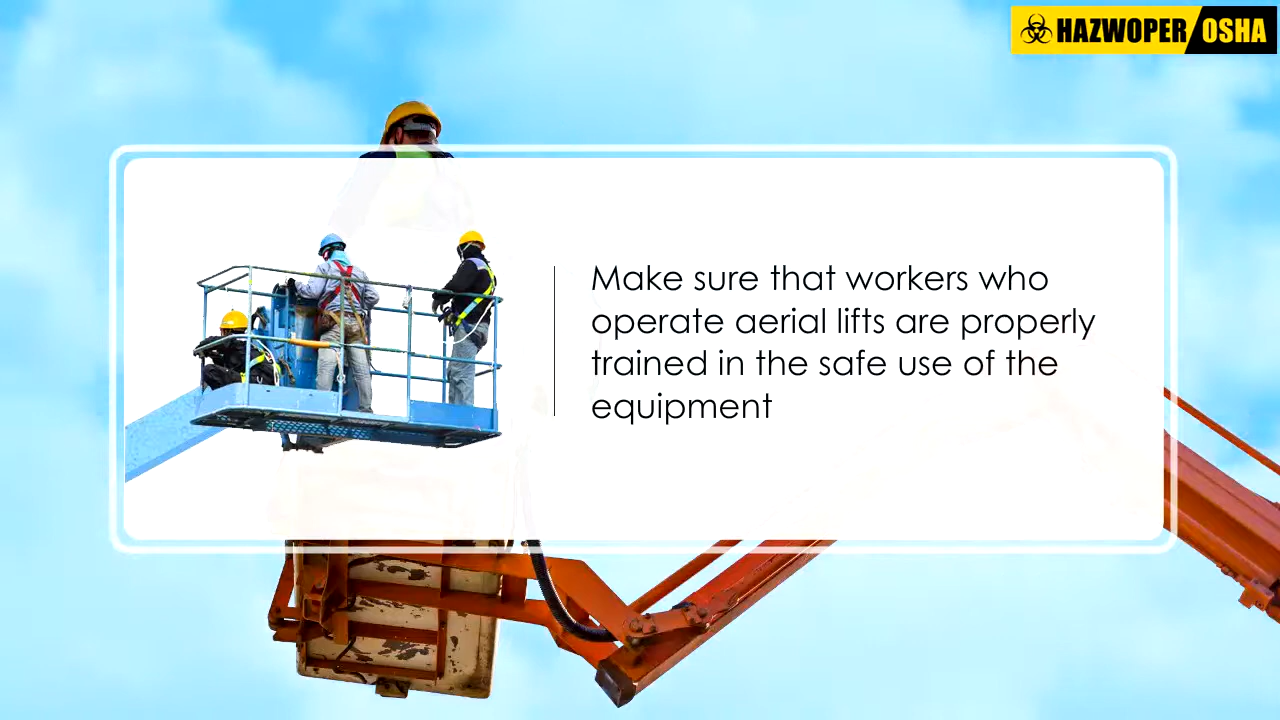 HAZWOPER OSHA
Make sure that workers who
operate aerial lifts are properly
trained in the safe use of the
equipment